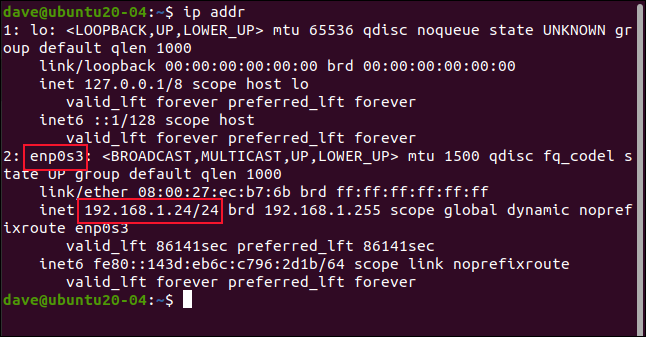 dave@ubuntu20-04:~$ ip addr
1: lo: <LOOPBACK,UP,LOWER_UP> mtu 65536 qdisc noqueue state UNKNOWN gr
oup default qlen 1000
    link/loopback 00:00:00:00:00:00 brd 00:00:00:00:00:00
    inet 127.0.0.1/8 scope host lo
       valid_lft forever preferred_lft forever
    inet6 ::1/128 scope host
       valid_lft forever preferred_lft forever
2: enp0s3: <BROADCAST,MULTICAST,UP,LOWER_UP> mtu 1500 qdisc fq_codel s
tate UP group default qlen 1000
    link/ether 08:00:27:ec:b7:6b brd ff:ff:ff:ff:ff:ff
    inet 192.168.1.24/24 brd 192.168.1.255 scope global dynamic nopref
ixroute enp0s3
       valid_lft 86141sec preferred_lft 86141sec
    inet6 fe80::143d:eb6c:c796:2d1b/64 scope link noprefixroute
       valid_lft forever preferred_lft forever
dave@ubuntu20-04:~$